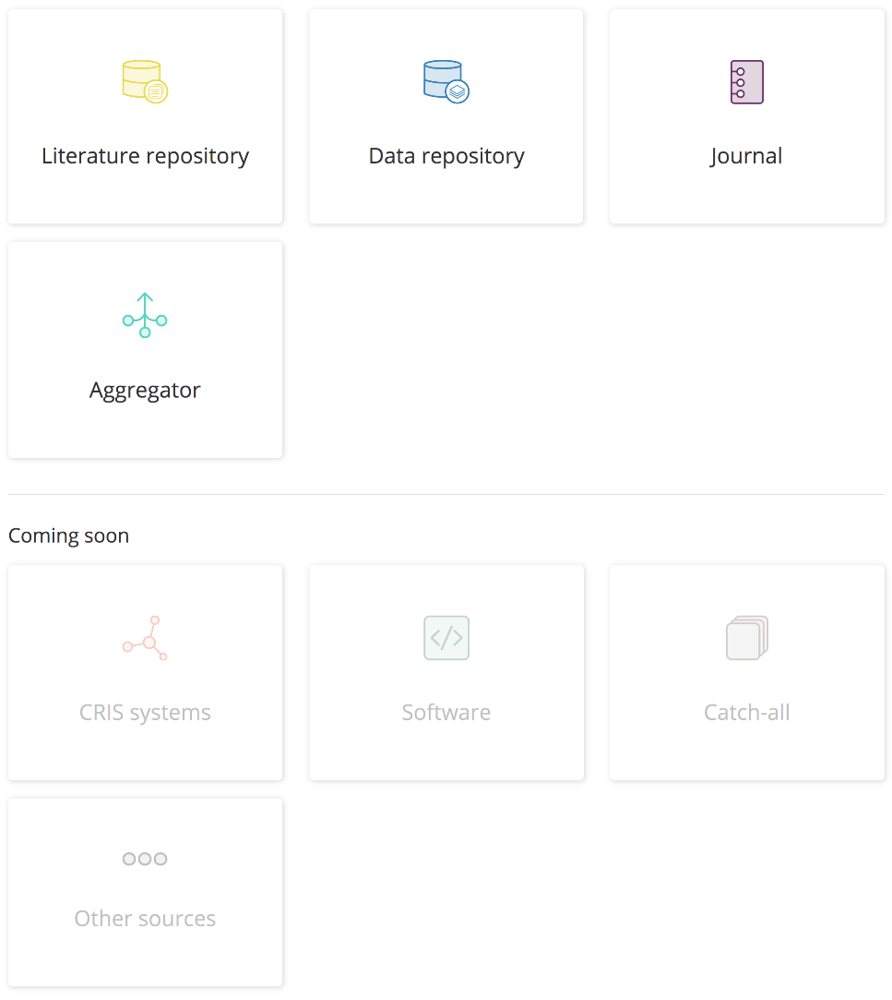 Literature repository
Data repository
Journal
Aggregator
Coming soon
CRIS systems
Software
Catch-all
Other sources